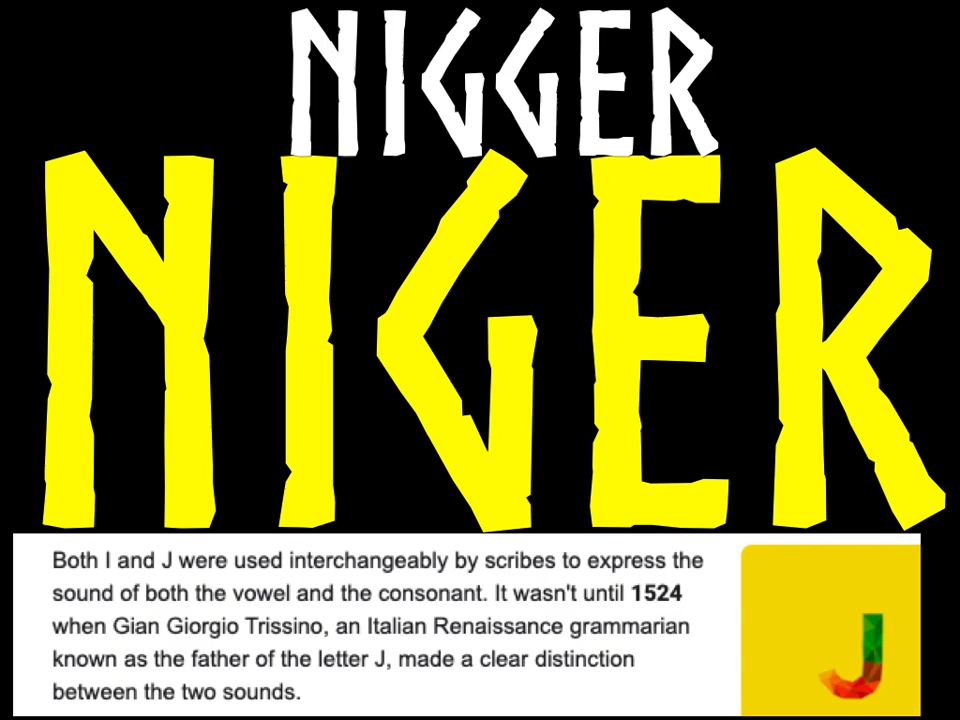 NIGGER
NIGER
Both I and J were used interchangeably by scribes to express the
sound of both the vowel and the consonant. It wasn't until 1524
when Gian Giorgio Trissino, an Italian Renaissance grammarian
known as the father of the letter J, made a clear distinction
between the two sounds.
J